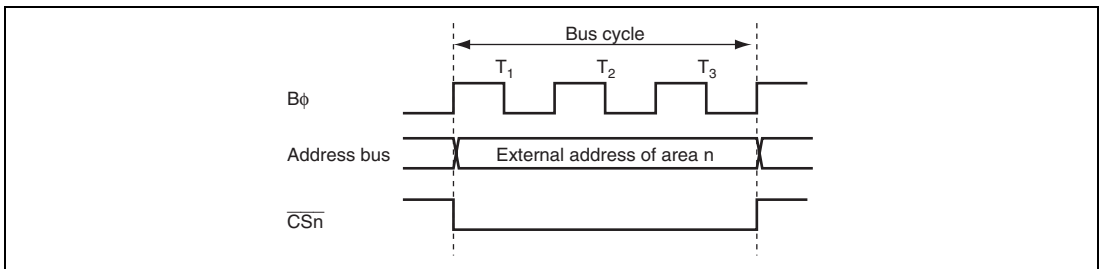 Bus cycle
T1 T2 T3
Bφ
Address bus External address of area n
CSn